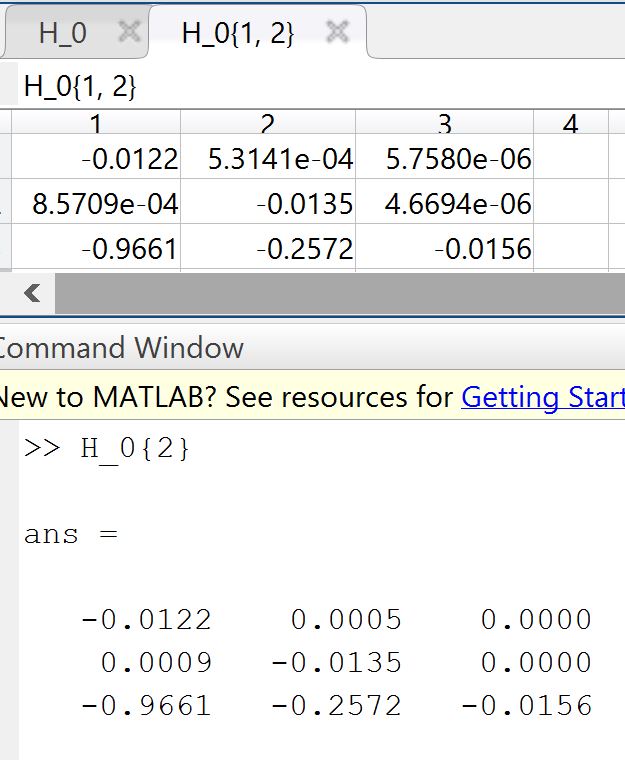 H_0 H_0{1, 2}
H_0{1, 2}
1 2 3 4
-0.0122 5.3141e-04 5.7580e-06
8.5709e-04 -0.0135 4.6694e-06
-0.9661 -0.2572 -0.0156
Command Window
New to MATLAB? See resources for Getting Start
>> H_0{2}
ans =
-0.0122 0.0005 0.0000
0.0009 -0.0135 0.0000
-0.9661 -0.2572 -0.0156